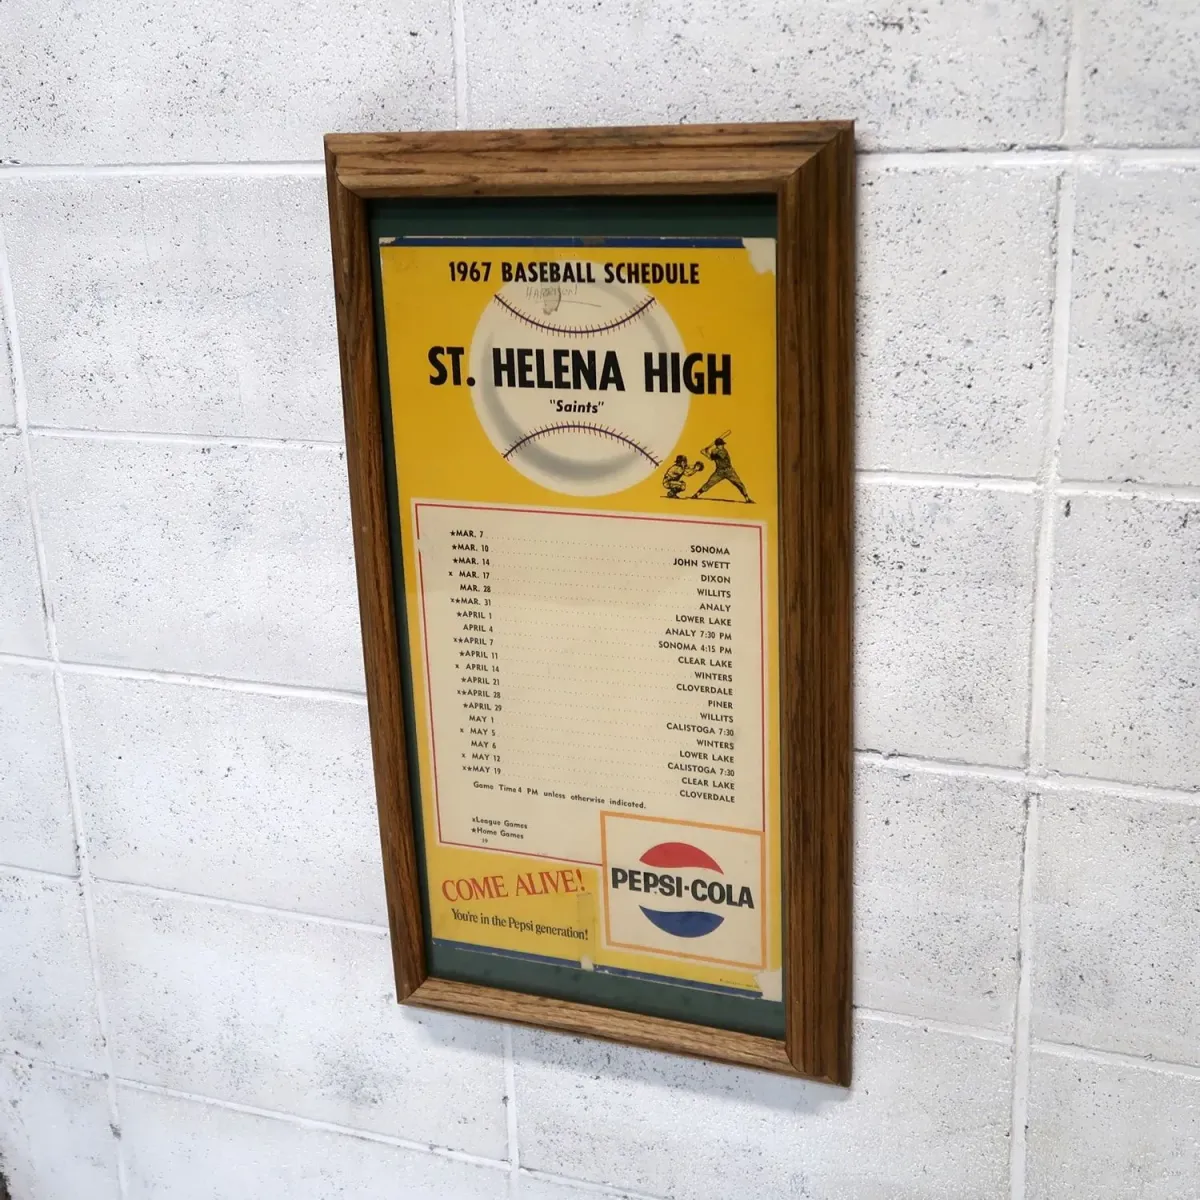 1967 BASEBALL SCHEDULE
ST. HELENA HIGH
"Saints"
★MAR. 7 SONOMA
★MAR. 10 JOHN SWETT
★MAR. 14 DIXON
x MAR. 17 WILLITS
MAR. 28 ANALY
x★MAR. 31 LOWER LAKE
★APRIL 1 ANALY 7:30 PM
APRIL 4 SONOMA 4:15 PM
x★APRIL 7 CLEAR LAKE
★APRIL 11 WINTERS
x APRIL 14 CLOVERDALE
★APRIL 21 PINER
x★APRIL 28 WILLITS
★APRIL 29 CALISTOGA 7:30
MAY 1 WINTERS
x MAY 5 LOWER LAKE
MAY 6 CALISTOGA 7:30
x MAY 12 CLEAR LAKE
x★MAY 19 CLOVERDALE
Game Time 4 PM unless otherwise indicated.
xLeague Games
★Home Games
19
COME ALIVE!
You're in the Pepsi generation!
PEPSI·COLA